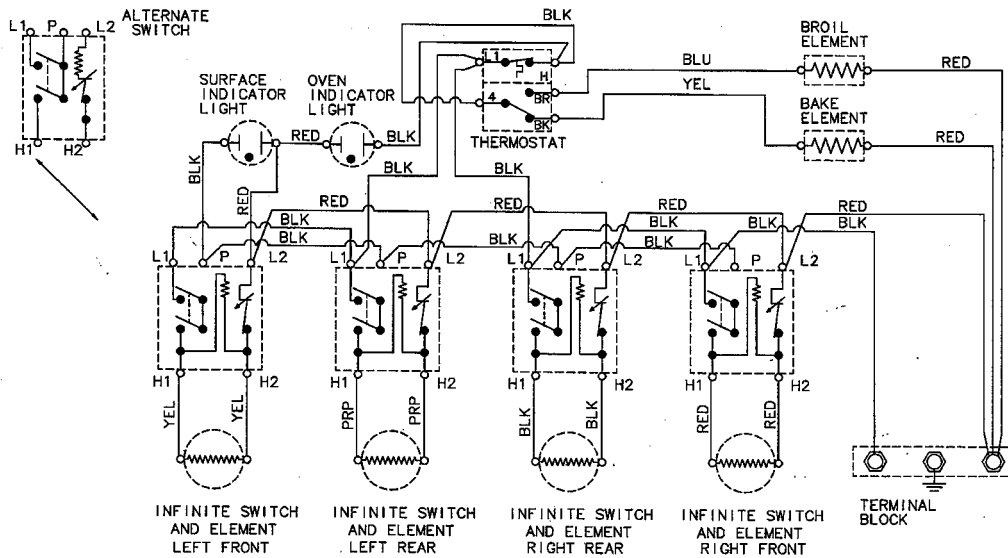 ALTERNATE
SWITCH
L1 P L2
H1 H2
BLK
BROIL
ELEMENT
L1
H
BLU
RED
SURFACE
INDICATOR
LIGHT
OVEN
INDICATOR
LIGHT
4
BR
YEL
BAKE
ELEMENT
RED
BLK
BK
THERMOSTAT
RED
BLK
BLK
BLK
RED
RED
RED
RED
RED
BLK
BLK
BLK
BLK
BLK
BLK
L1 P L2
L1 P L2
L1 P L2
L1 P L2
H1 H2
H1 H2
H1 H2
H1 H2
YEL
YEL
PRP
PRP
BLK
BLK
RED
RED
TERMINAL
BLOCK
INFINITE SWITCH
AND ELEMENT
LEFT FRONT
INFINITE SWITCH
AND ELEMENT
LEFT REAR
INFINITE SWITCH
AND ELEMENT
RIGHT REAR
INFINITE SWITCH
AND ELEMENT
RIGHT FRONT